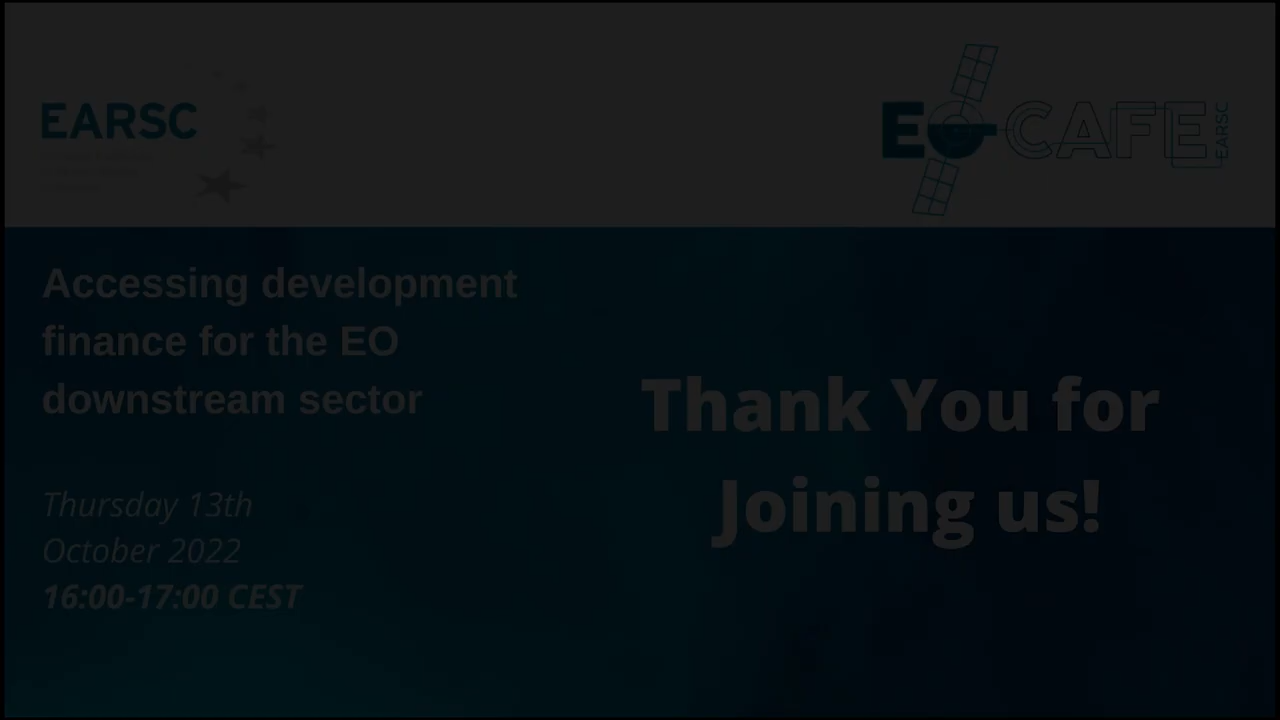 EARSC
EO CAFE
EARSC
Accessing development
finance for the EO
downstream sector
Thank You for
Joining us!
Thursday 13th
October 2022
16:00-17:00 CEST